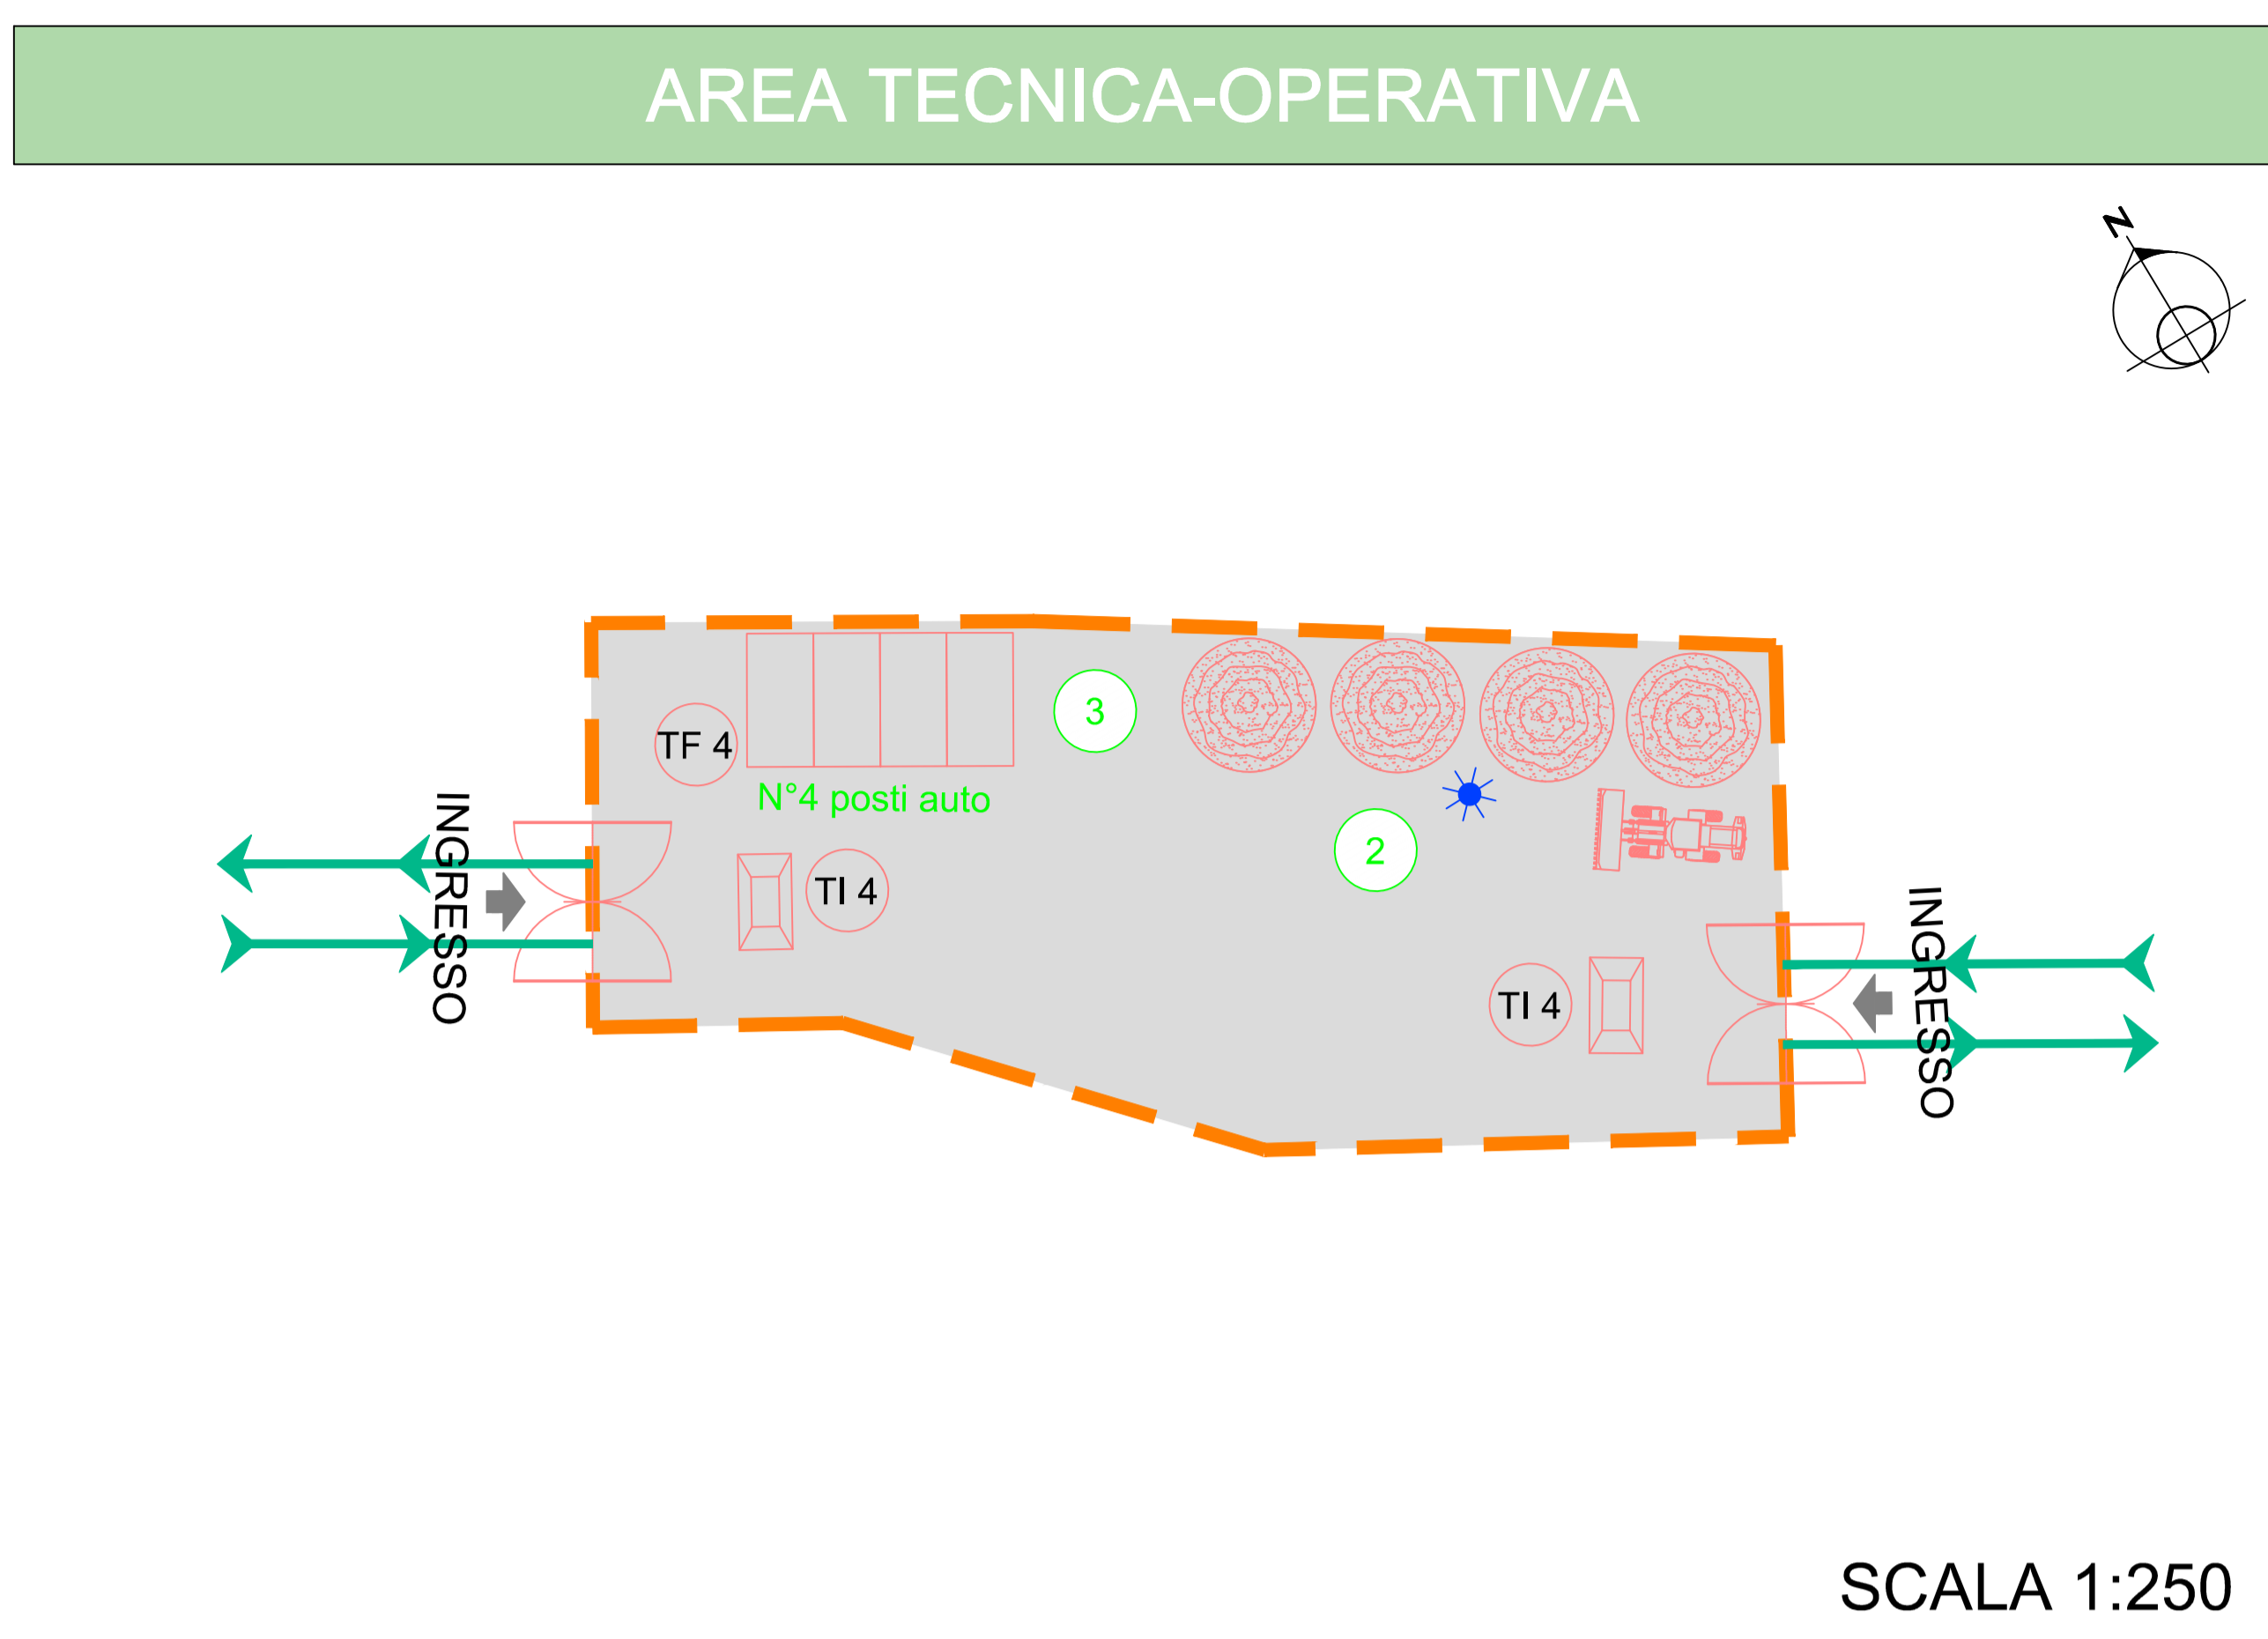 AREA TECNICA-OPERATIVA
N
3
TF 4
N°4 posti auto
2
INGRESSO
TI 4
INGRESSO
TI 4
SCALA 1:250